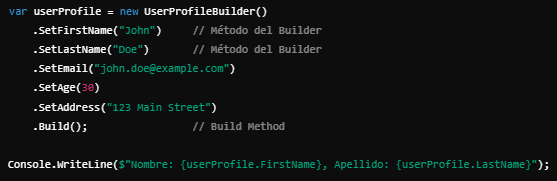 var userProfile = new UserProfileBuilder()
    .SetFirstName("John")     // Método del Builder
    .SetLastName("Doe")       // Método del Builder
    .SetEmail("john.doe@example.com")
    .SetAge(30)
    .SetAddress("123 Main Street")
    .Build();                 // Build Method

Console.WriteLine($"Nombre: {userProfile.FirstName}, Apellido: {userProfile.LastName}");